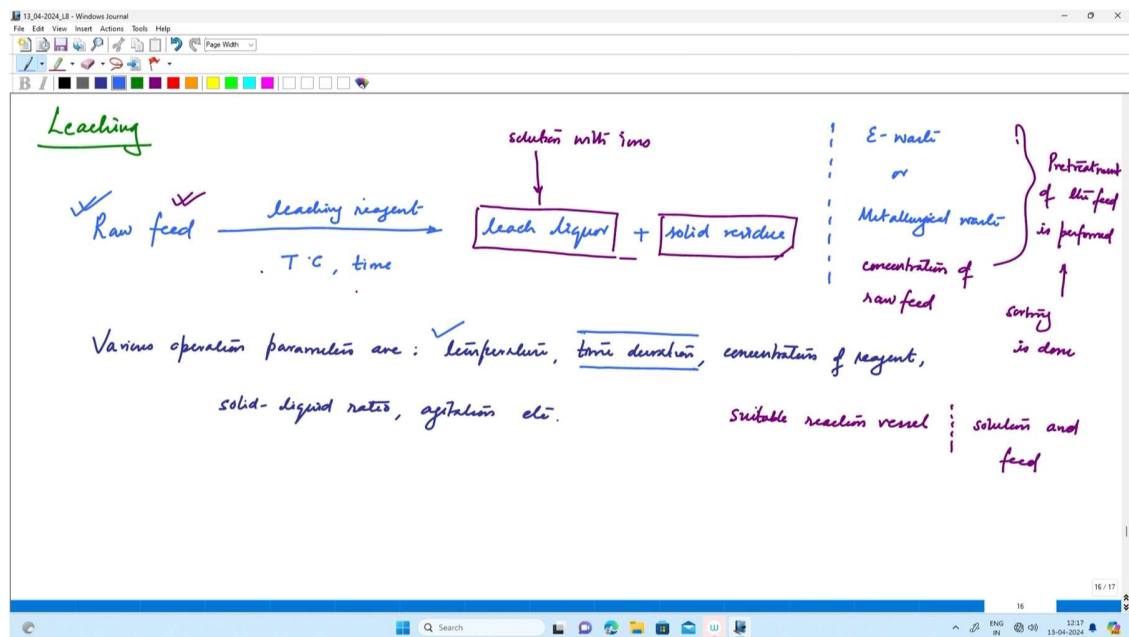 13_04-2024_L8 - Windows Journal
File Edit View Insert Actions Tools Help
Page Width
B I
Leaching
solution with ions
Raw feed
leaching reagent
T °C, time
leach liquor + solid residue
E-waste
or
Metallurgical waste
concentration of
raw feed
Pretreatment
of the feed
is performed
sorting
is done
Various operation parameters are : temperature, time duration, concentration of reagent,
solid-liquid ratio, agitation etc.
suitable reaction vessel
solution and
feed
16 / 17
16
Search
ENG
IN
12:17
13-04-2024